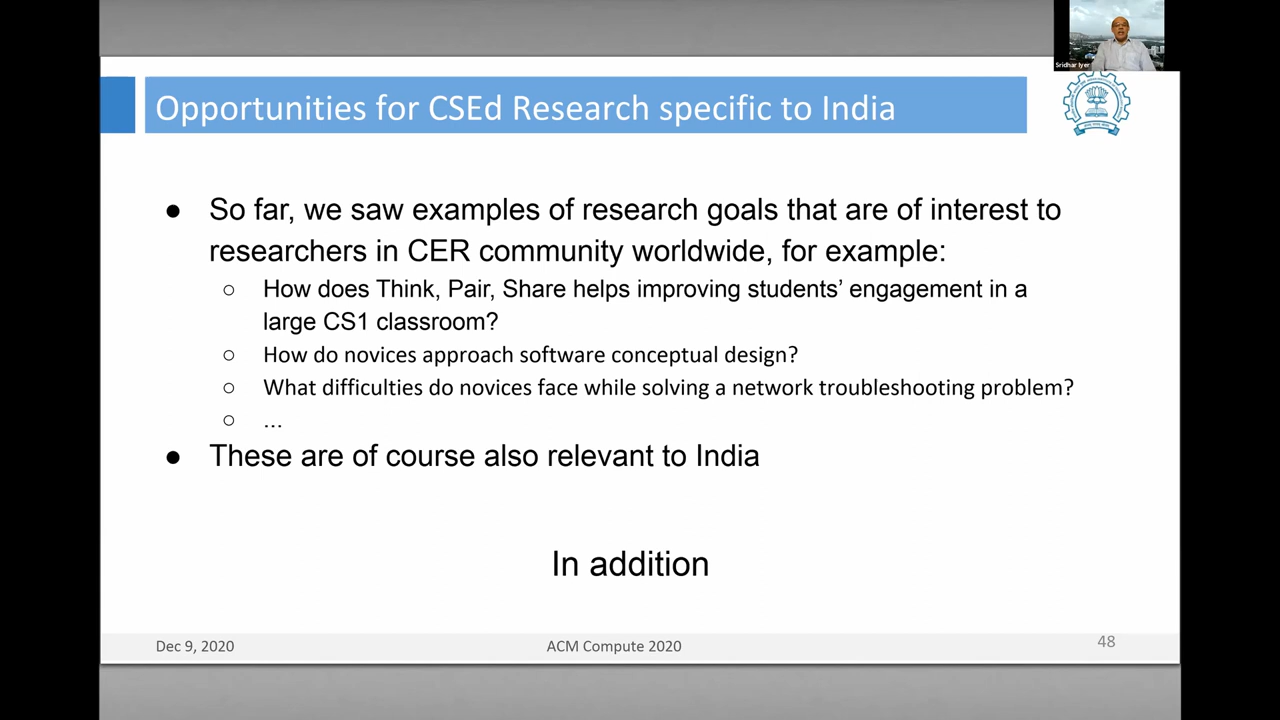 Sridhar Iyer
Opportunities for CSEd Research specific to India
● So far, we saw examples of research goals that are of interest to
researchers in CER community worldwide, for example:
○ How does Think, Pair, Share helps improving students’ engagement in a
large CS1 classroom?
○ How do novices approach software conceptual design?
○ What difficulties do novices face while solving a network troubleshooting problem?
○ ...
● These are of course also relevant to India
In addition
Dec 9, 2020
ACM Compute 2020
48